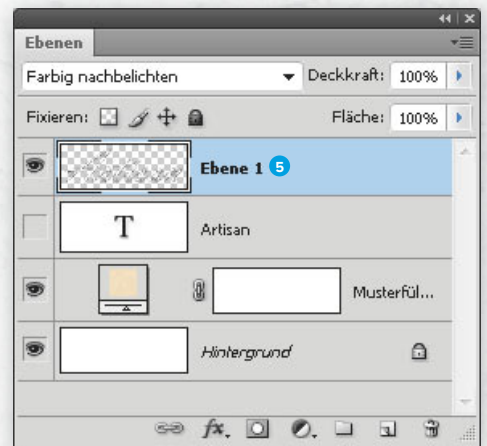 Ebenen
Farbig nachbelichten Deckkraft: 100%
Fixieren: Fläche: 100%
Ebene 1 5
T Artisan
Musterfül...
Hintergrund
fx.